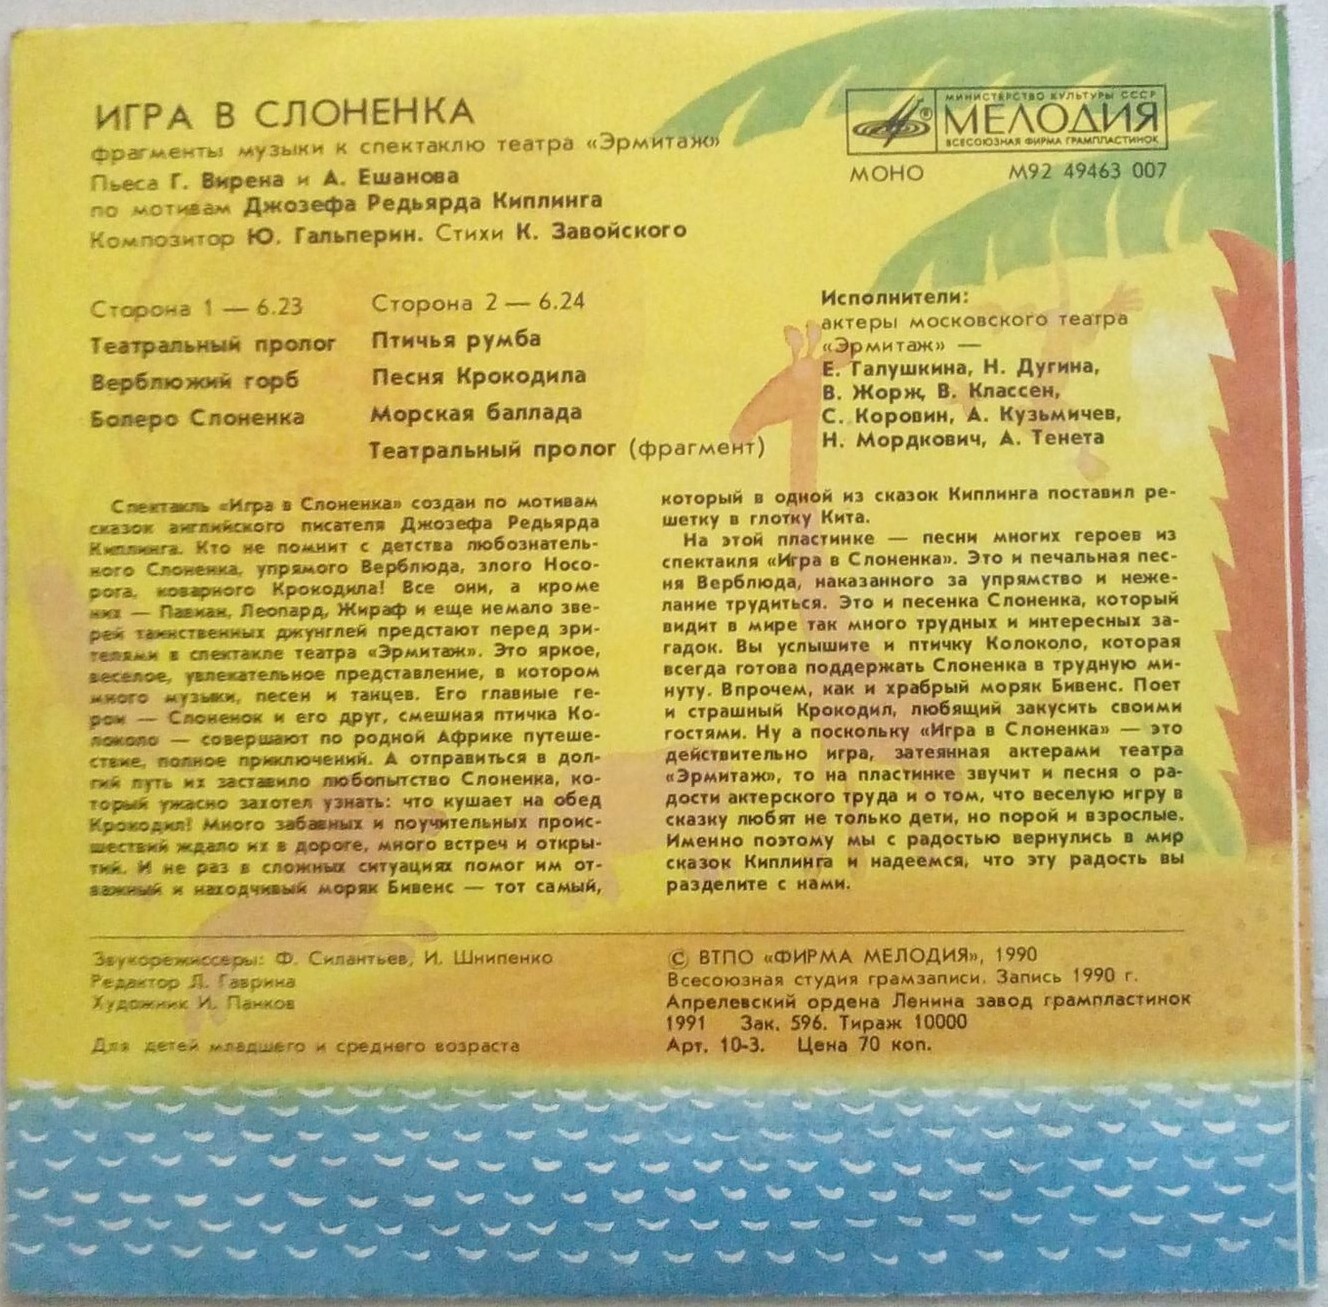 ИГРА В СЛОНЕНКА
фрагменты музыки к спектаклю театра «Эрмитаж»
Пьеса Г. Вирена и А. Ешанова
по мотивам Джозефа Редьярда Киплинга
Композитор Ю. Гальперин. Стихи К. Завойского
МИНИСТЕРСТВО КУЛЬТУРЫ СССР
МЕЛОДИЯ
ВСЕСОЮЗНАЯ ФИРМА ГРАМПЛАСТИНОК
МОНО М92 49463 007
Сторона 1 — 6.23
Театральный пролог
Верблюжий горб
Болеро Слоненка
Сторона 2 — 6.24
Птичья румба
Песня Крокодила
Морская баллада
Театральный пролог (фрагмент)
Исполнители:
актеры московского театра
«Эрмитаж» —
Е. Галушкина, Н. Дугина,
В. Жорж, В. Классен,
С. Коровин, А. Кузьмичев,
Н. Мордкович, А. Тенета
Спектакль «Игра в Слоненка» создан по мотивам
сказок английского писателя Джозефа Редьярда
Киплинга. Кто не помнит с детства любознатель-
ного Слоненка, упрямого Верблюда, злого Носо-
рога, коварного Крокодила! Все они, а кроме
них — Павиан, Леопард, Жираф и еще немало зве-
рей таинственных джунглей предстают перед зри-
телями в спектакле театра «Эрмитаж». Это яркое,
веселое, увлекательное представление, в котором
много музыки, песен и танцев. Его главные ге-
рои — Слоненок и его друг, смешная птичка Ко-
локоло — совершают по родной Африке путеше-
ствие, полное приключений. А отправиться в дол-
гий путь их заставило любопытство Слоненка, ко-
торый ужасно захотел узнать: что кушает на обед
Крокодил! Много забавных и поучительных проис-
шествий ждало их в дороге, много встреч и откры-
тий. И не раз в сложных ситуациях помог им от-
важный и находчивый моряк Бивенс — тот самый,
который в одной из сказок Киплинга поставил ре-
шетку в глотку Кита.
На этой пластинке — песни многих героев из
спектакля «Игра в Слоненка». Это и печальная пес-
ня Верблюда, наказанного за упрямство и неже-
лание трудиться. Это и песенка Слоненка, который
видит в мире так много трудных и интересных за-
гадок. Вы услышите и птичку Колоколо, которая
всегда готова поддержать Слоненка в трудную ми-
нуту. Впрочем, как и храбрый моряк Бивенс. Поет
и страшный Крокодил, любящий закусить своими
гостями. Ну а поскольку «Игра в Слоненка» — это
действительно игра, затеянная актерами театра
«Эрмитаж», то на пластинке звучит и песня о ра-
дости актерского труда и о том, что веселую игру в
сказку любят не только дети, но порой и взрослые.
Именно поэтому мы с радостью вернулись в мир
сказок Киплинга и надеемся, что эту радость вы
разделите с нами.
Звукорежиссеры: Ф. Силантьев, И. Шнипенко
Редактор Л. Гаврина
Художник И. Панков
Для детей младшего и среднего возраста
© ВТПО «ФИРМА МЕЛОДИЯ», 1990
Всесоюзная студия грамзаписи. Запись 1990 г.
Апрелевский ордена Ленина завод грампластинок
1991 Зак. 596. Тираж 10000
Арт. 10-3. Цена 70 коп.